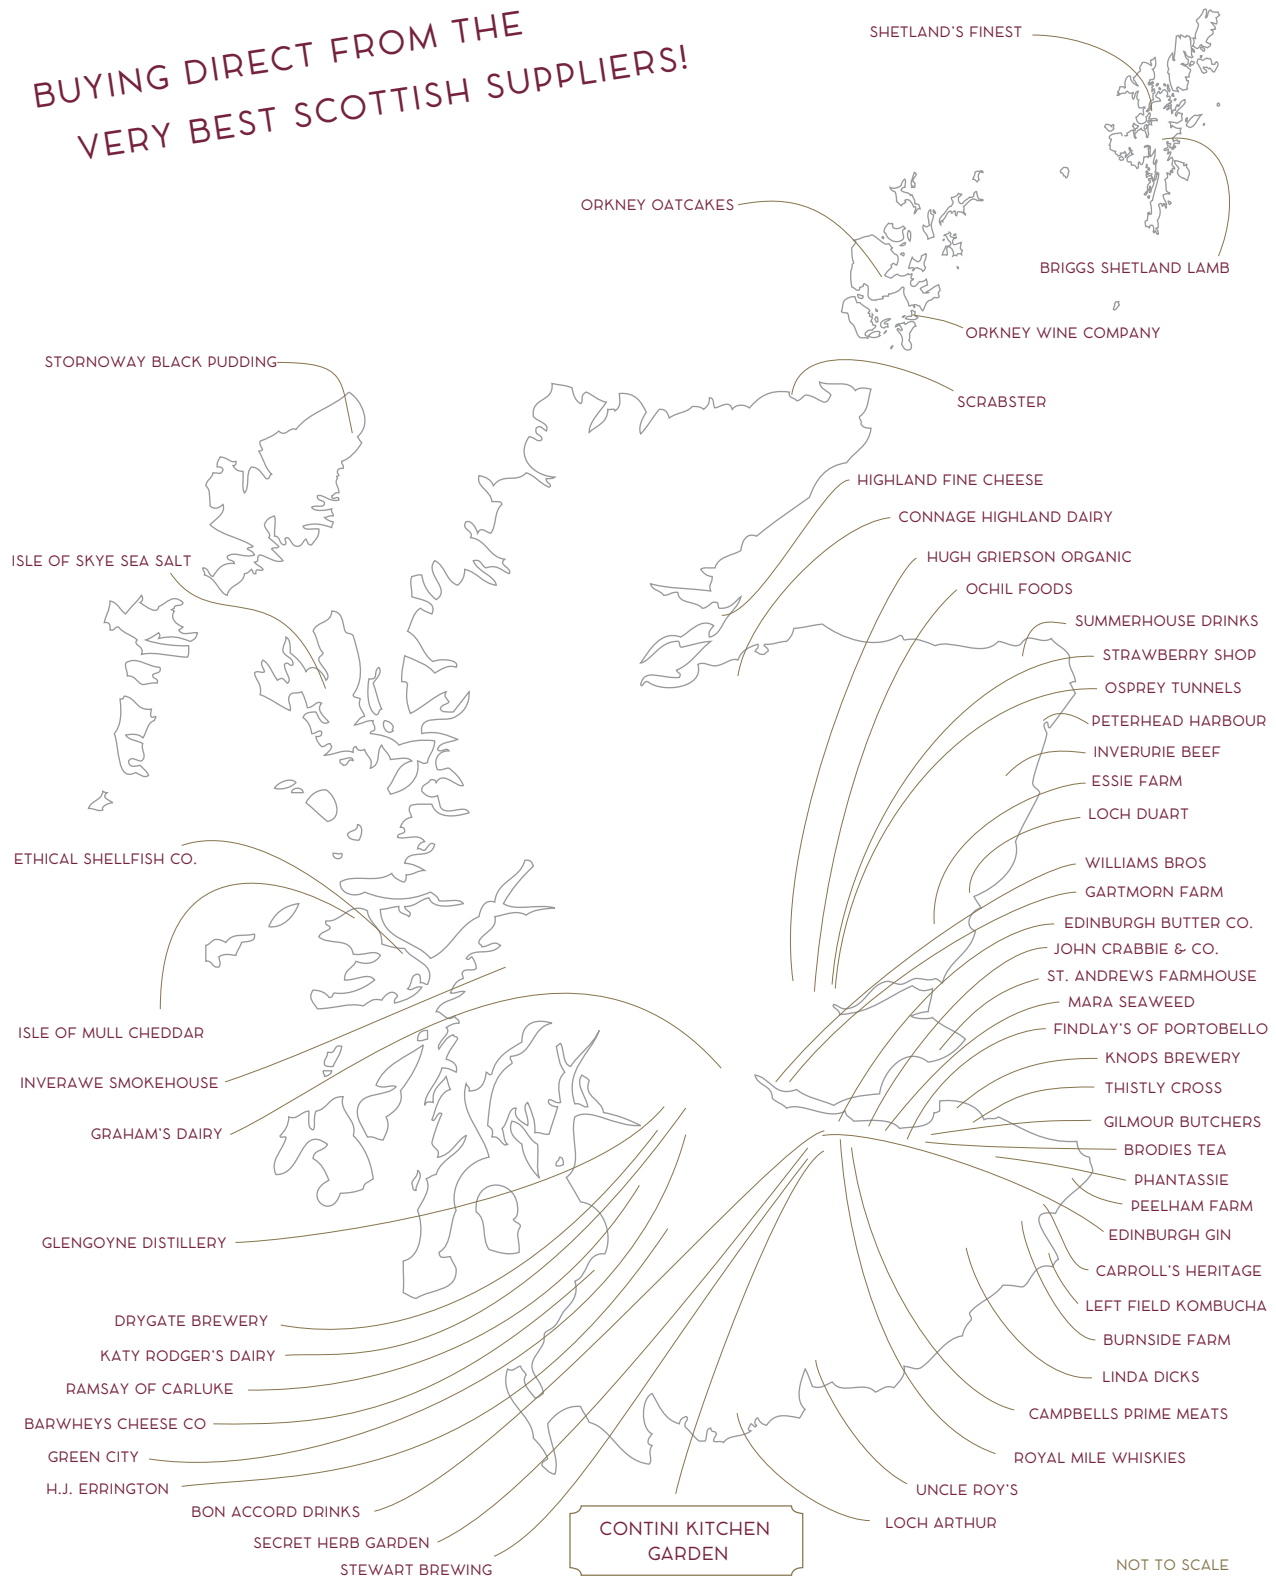 BUYING DIRECT FROM THE
VERY BEST SCOTTISH SUPPLIERS!
SHETLAND'S FINEST
ORKNEY OATCAKES
BRIGGS SHETLAND LAMB
ORKNEY WINE COMPANY
STORNOWAY BLACK PUDDING
SCRABSTER
HIGHLAND FINE CHEESE
CONNAGE HIGHLAND DAIRY
HUGH GRIERSON ORGANIC
ISLE OF SKYE SEA SALT
OCHIL FOODS
SUMMERHOUSE DRINKS
STRAWBERRY SHOP
OSPREY TUNNELS
PETERHEAD HARBOUR
INVERURIE BEEF
ESSIE FARM
LOCH DUART
ETHICAL SHELLFISH CO.
WILLIAMS BROS
GARTMORN FARM
EDINBURGH BUTTER CO.
JOHN CRABBIE & CO.
ST. ANDREWS FARMHOUSE
MARA SEAWEED
FINDLAY'S OF PORTOBELLO
ISLE OF MULL CHEDDAR
KNOPS BREWERY
INVERAWE SMOKEHOUSE
THISTLY CROSS
GILMOUR BUTCHERS
GRAHAM'S DAIRY
BRODIES TEA
PHANTASSIE
PEELHAM FARM
EDINBURGH GIN
GLENGOYNE DISTILLERY
CARROLL'S HERITAGE
LEFT FIELD KOMBUCHA
DRYGATE BREWERY
BURNSIDE FARM
KATY RODGER'S DAIRY
LINDA DICKS
RAMSAY OF CARLUKE
CAMPBELLS PRIME MEATS
BARWHEYS CHEESE CO
GREEN CITY
ROYAL MILE WHISKIES
H.J. ERRINGTON
UNCLE ROY'S
BON ACCORD DRINKS
LOCH ARTHUR
SECRET HERB GARDEN
CONTINI KITCHEN
GARDEN
STEWART BREWING
NOT TO SCALE